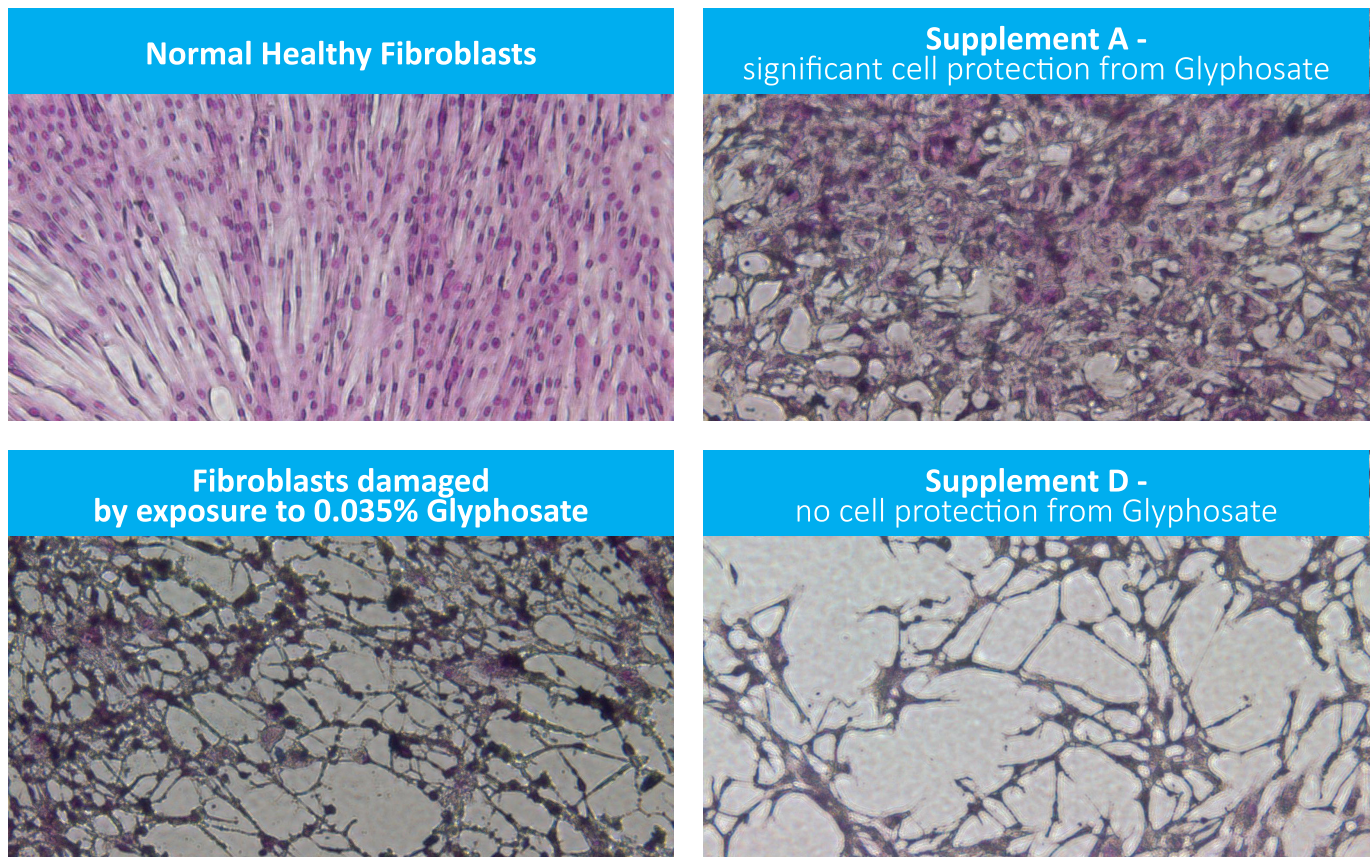 Normal Healthy Fibroblasts
Supplement A -
significant cell protection from Glyphosate
Fibroblasts damaged
by exposure to 0.035% Glyphosate
Supplement D -
no cell protection from Glyphosate